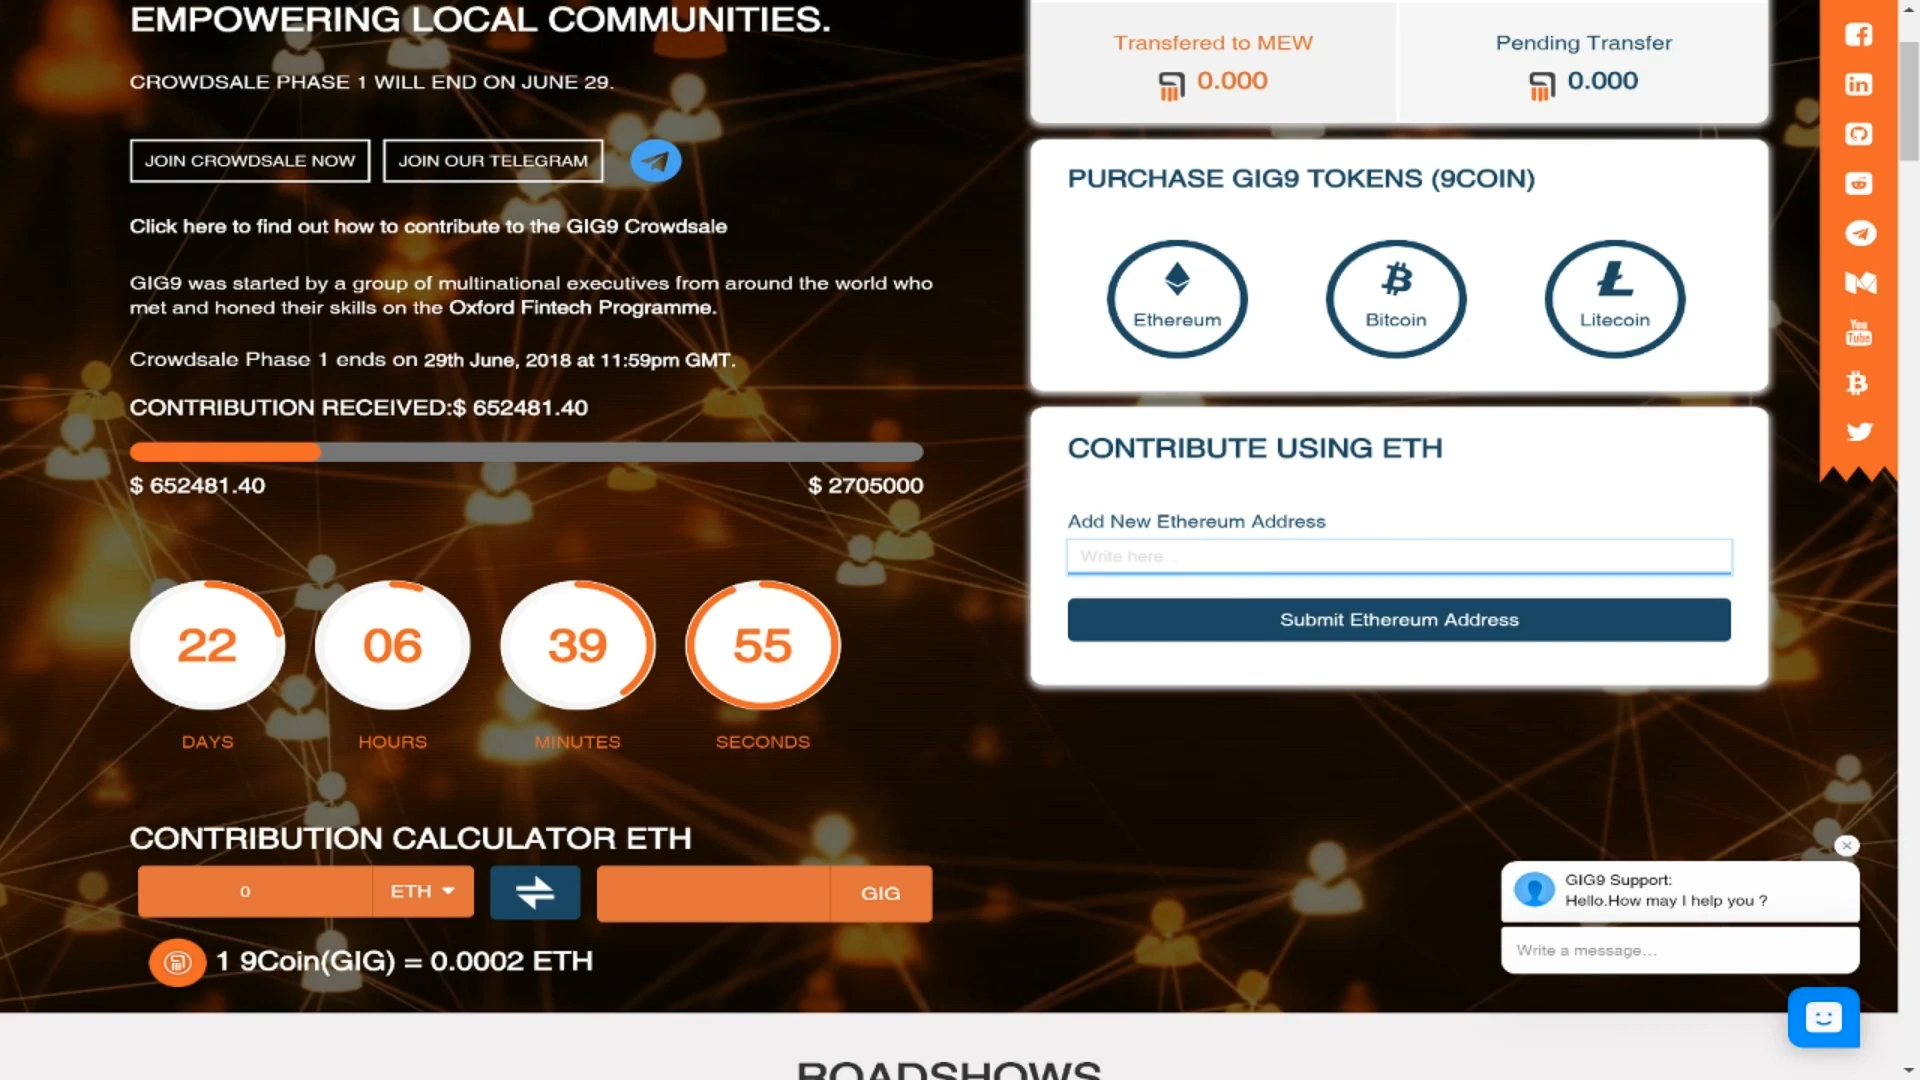 EMPOWERING LOCAL COMMUNITIES.
CROWDSALE PHASE 1 WILL END ON JUNE 29.
JOIN CROWDSALE NOW
JOIN OUR TELEGRAM
Click here to find out how to contribute to the GIG9 Crowdsale
GIG9 was started by a group of multinational executives from around the world who
met and honed their skills on the Oxford Fintech Programme.
Crowdsale Phase 1 ends on 29th June, 2018 at 11:59pm GMT.
CONTRIBUTION RECEIVED:$ 652481.40
$ 652481.40
$ 2705000
22
06
39
55
DAYS
HOURS
MINUTES
SECONDS
CONTRIBUTION CALCULATOR ETH
0
ETH
GIG
1 9Coin(GIG) = 0.0002 ETH
Transfered to MEW
0.000
Pending Transfer
0.000
PURCHASE GIG9 TOKENS (9COIN)
Ethereum
Bitcoin
Litecoin
CONTRIBUTE USING ETH
Add New Ethereum Address
Write here...
Submit Ethereum Address
You
Tube
GIG9 Support:
Hello.How may I help you ?
Write a message...
ROADSHOWS